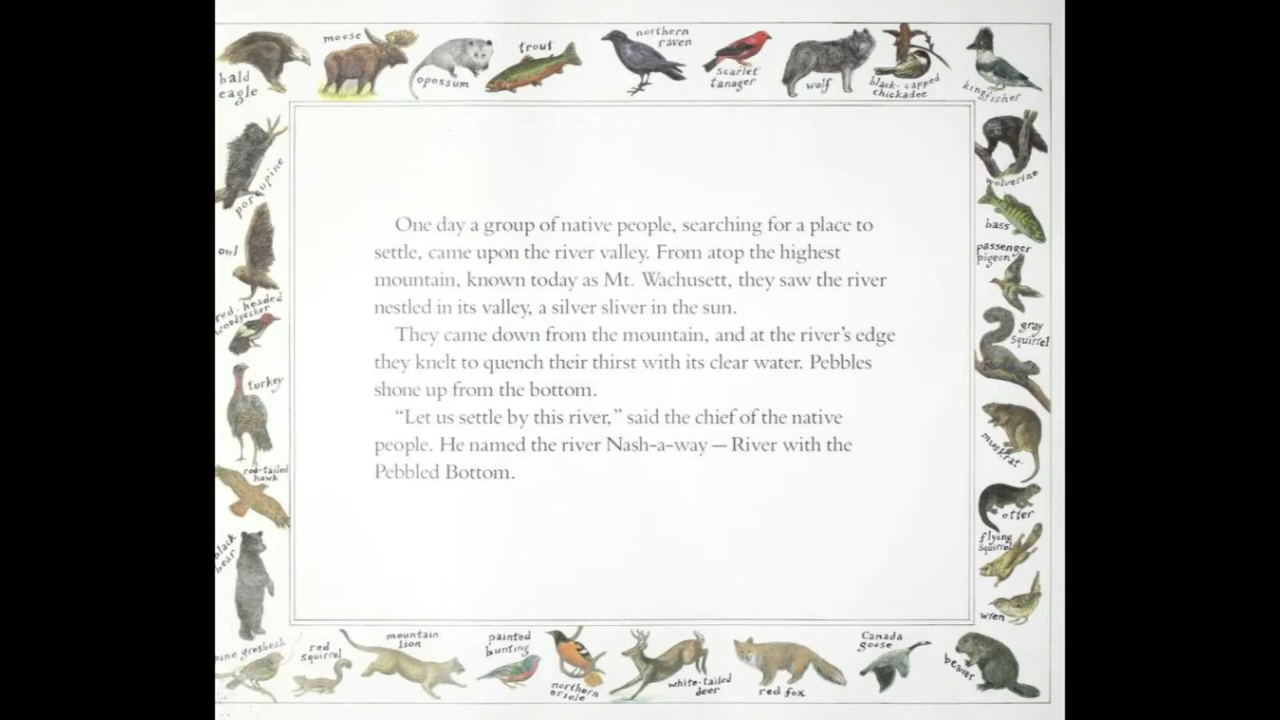 bald
eagle
moose
opossum
trout
northern
raven
scarlet
tanager
wolf
black-capped
chickadee
kingfisher
porcupine
owl
red-headed
woodpecker
turkey
red-tailed
hawk
black
bear
One day a group of native people, searching for a place to
settle, came upon the river valley. From atop the highest
mountain, known today as Mt. Wachusett, they saw the river
nestled in its valley, a silver sliver in the sun.
They came down from the mountain, and at the river's edge
they knelt to quench their thirst with its clear water. Pebbles
shone up from the bottom.
“Let us settle by this river,” said the chief of the native
people. He named the river Nash-a-way — River with the
Pebbled Bottom.
wolverine
bass
passenger
pigeon
gray
squirrel
muskrat
otter
flying
squirrel
wren
pine grosbeak
red
squirrel
mountain
lion
painted
bunting
northern
oriole
white-tailed
deer
red fox
Canada
goose
beaver